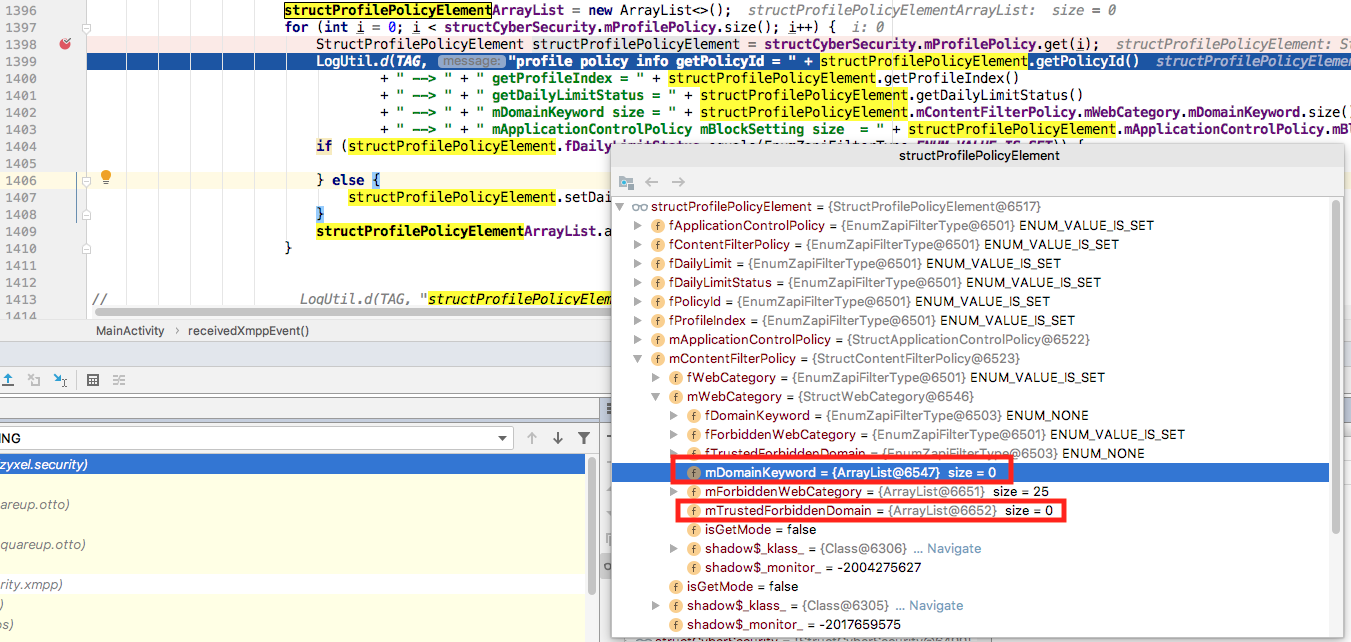 1396 structProfilePolicyElementArrayList = new ArrayList<>(); structProfilePolicyElementArrayList: size = 0
1397 for (int i = 0; i < structCyberSecurity.mProfilePolicy.size(); i++) { i: 0
1398 StructProfilePolicyElement structProfilePolicyElement = structCyberSecurity.mProfilePolicy.get(i); structProfilePolicyElement: St
1399 LogUtil.d(TAG, message: "profile policy info getPolicyId = " + structProfilePolicyElement.getPolicyId() structProfilePolicyEleme
1400 + " ——> " + " getProfileIndex = " + structProfilePolicyElement.getProfileIndex()
1401 + " ——> " + " getDailyLimitStatus = " + structProfilePolicyElement.getDailyLimitStatus()
1402 + " ——> " + " mDomainKeyword size = " + structProfilePolicyElement.mContentFilterPolicy.mWebCategory.mDomainKeyword.size()
1403 + " ——> " + " mApplicationControlPolicy mBlockSetting size  = " + structProfilePolicyElement.mApplicationControlPolicy.mBl
1404 if (structProfilePolicyElement.fDailyLimitStatus.equals(EnumZapiFilterType.ENUM_VALUE_IS_SET)) {
1405
1406 } else {
1407 structProfilePolicyElement.setDai
1408 }
1409 structProfilePolicyElementArrayList.a
1410 }
1411
1412
1413 // LogUtil.d(TAG, "structProfilePolicyElem
1414
MainActivity › receivedXmppEvent()
NING
zyxel.security)
areup.otto)
quareup.otto)
rity.xmpp)
)
os)
structProfilePolicyElement
structProfilePolicyElement = {StructProfilePolicyElement@6517}
fApplicationControlPolicy = {EnumZapiFilterType@6501} ENUM_VALUE_IS_SET
fContentFilterPolicy = {EnumZapiFilterType@6501} ENUM_VALUE_IS_SET
fDailyLimit = {EnumZapiFilterType@6501} ENUM_VALUE_IS_SET
fDailyLimitStatus = {EnumZapiFilterType@6501} ENUM_VALUE_IS_SET
fPolicyId = {EnumZapiFilterType@6501} ENUM_VALUE_IS_SET
fProfileIndex = {EnumZapiFilterType@6501} ENUM_VALUE_IS_SET
mApplicationControlPolicy = {StructApplicationControlPolicy@6522}
mContentFilterPolicy = {StructContentFilterPolicy@6523}
fWebCategory = {EnumZapiFilterType@6501} ENUM_VALUE_IS_SET
mWebCategory = {StructWebCategory@6546}
fDomainKeyword = {EnumZapiFilterType@6503} ENUM_NONE
fForbiddenWebCategory = {EnumZapiFilterType@6501} ENUM_VALUE_IS_SET
fTrustedForbiddenDomain = {EnumZapiFilterType@6503} ENUM_NONE
mDomainKeyword = {ArrayList@6547} size = 0
mForbiddenWebCategory = {ArrayList@6651} size = 25
mTrustedForbiddenDomain = {ArrayList@6652} size = 0
isGetMode = false
shadow$_klass_ = {Class@6306} ... Navigate
shadow$_monitor_ = -2004275627
isGetMode = false
shadow$_klass_ = {Class@6305} ... Navigate
shadow$_monitor_ = -2017659575